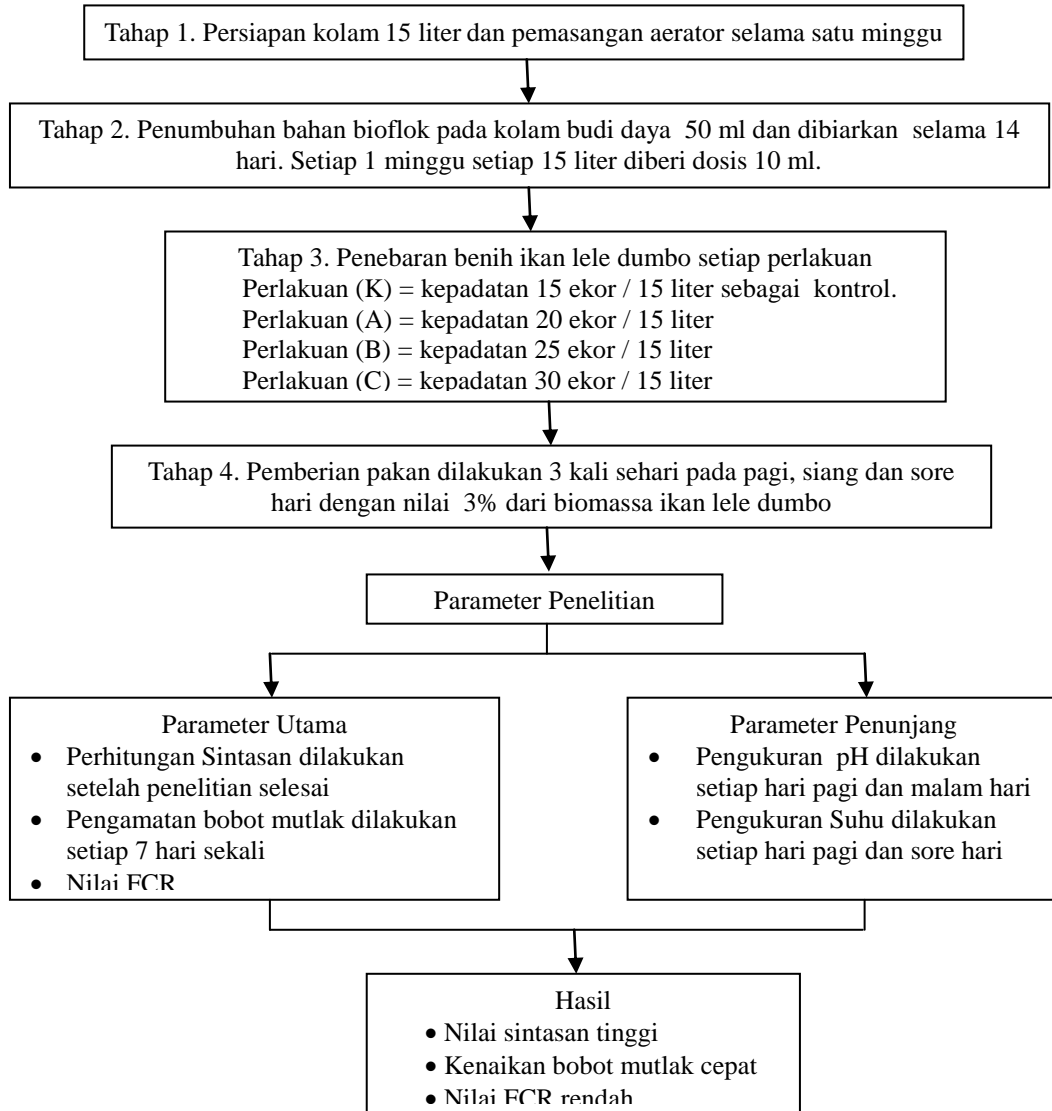 Tahap 1. Persiapan kolam 15 liter dan pemasangan aerator selama satu minggu
Tahap 2. Penumbuhan bahan bioflok pada kolam budi daya 50 ml dan dibiarkan selama 14
hari. Setiap 1 minggu setiap 15 liter diberi dosis 10 ml.
Tahap 3. Penebaran benih ikan lele dumbo setiap perlakuan
Perlakuan (K) = kepadatan 15 ekor / 15 liter sebagai kontrol.
Perlakuan (A) = kepadatan 20 ekor / 15 liter
Perlakuan (B) = kepadatan 25 ekor / 15 liter
Perlakuan (C) = kepadatan 30 ekor / 15 liter
Tahap 4. Pemberian pakan dilakukan 3 kali sehari pada pagi, siang dan sore
hari dengan nilai 3% dari biomassa ikan lele dumbo
Parameter Penelitian
Parameter Utama
• Perhitungan Sintasan dilakukan
setelah penelitian selesai
• Pengamatan bobot mutlak dilakukan
setiap 7 hari sekali
• Nilai FCR
Parameter Penunjang
• Pengukuran pH dilakukan
setiap hari pagi dan malam hari
• Pengukuran Suhu dilakukan
setiap hari pagi dan sore hari
Hasil
• Nilai sintasan tinggi
• Kenaikan bobot mutlak cepat
• Nilai FCR rendah